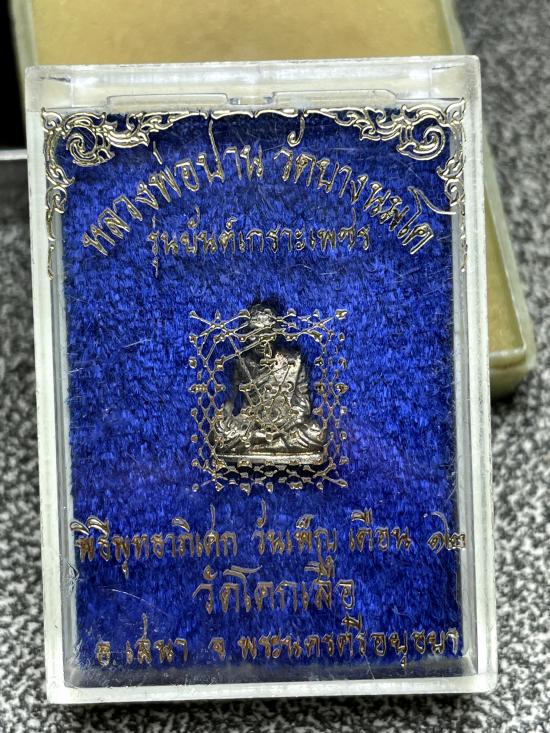 หลวงพ่อปาน วัดบางนมโค
รุ่นยันต์เกราะเพชร
พิธีพุทธาภิเศก วันเพ็ญ เดือน ๑๒
วัดโคกเสือ
อ.เสนา จ.พระนครศรีอยุธยา